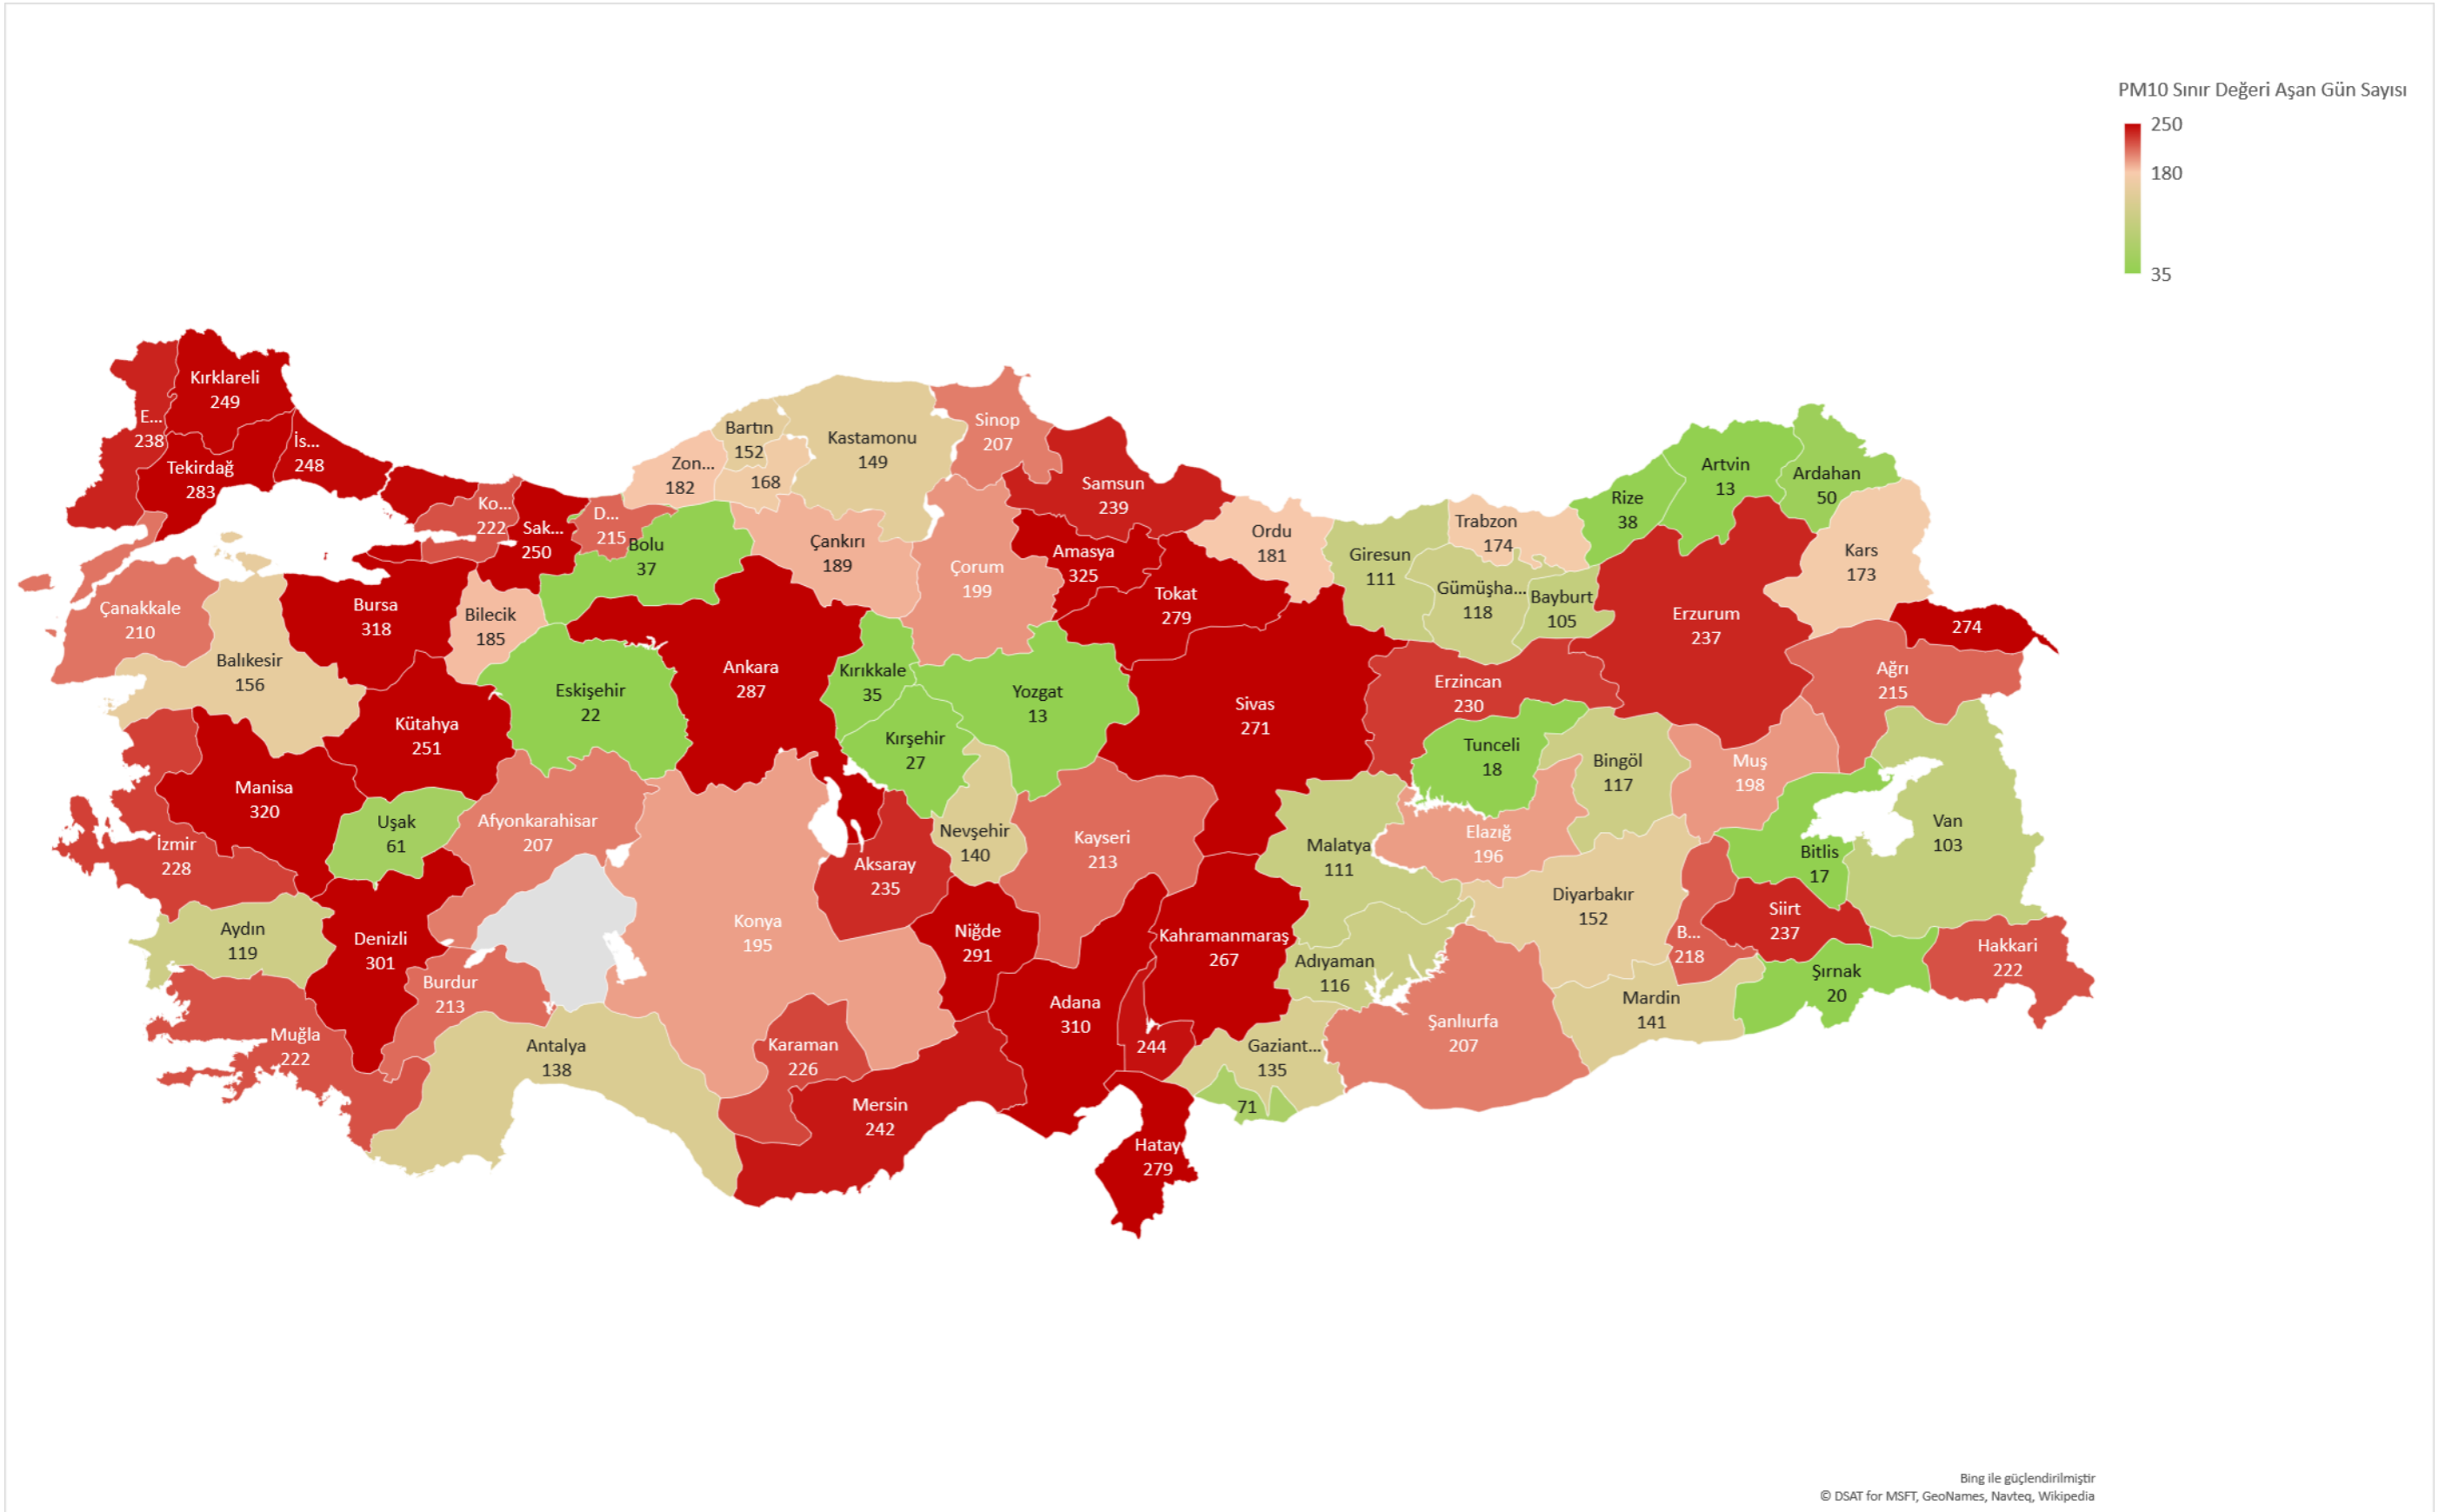 PM10 Sınır Değeri Aşan Gün Sayısı
250
180
35
Kırklareli
249
E...
238
İs...
248
Tekirdağ
283
Ko...
222
Sak...
250
D...
215
Bolu
37
Zon...
182
Bartın
152
168
Kastamonu
149
Sinop
207
Samsun
239
Çankırı
189
Çorum
199
Amasya
325
Tokat
279
Ordu
181
Giresun
111
Trabzon
174
Gümüşha...
118
Bayburt
105
Rize
38
Artvin
13
Ardahan
50
Kars
173
274
Erzurum
237
Ağrı
215
Çanakkale
210
Balıkesir
156
Bursa
318
Bilecik
185
Eskişehir
22
Ankara
287
Kırıkkale
35
Yozgat
13
Kırşehir
27
Sivas
271
Erzincan
230
Tunceli
18
Bingöl
117
Muş
198
Kütahya
251
Manisa
320
Uşak
61
Afyonkarahisar
207
İzmir
228
Nevşehir
140
Kayseri
213
Aksaray
235
Malatya
111
Elazığ
196
Van
103
Bitlis
17
Diyarbakır
152
Siirt
237
B...
218
Hakkari
222
Şırnak
20
Mardin
141
Aydın
119
Denizli
301
Burdur
213
Konya
195
Niğde
291
Kahramanmaraş
267
Adıyaman
116
Şanlıurfa
207
Muğla
222
Antalya
138
Karaman
226
Mersin
242
Adana
310
244
Gaziant...
135
71
Hatay
279
Bing ile güçlendirilmiştir
© DSAT for MSFT, GeoNames, Navteq, Wikipedia